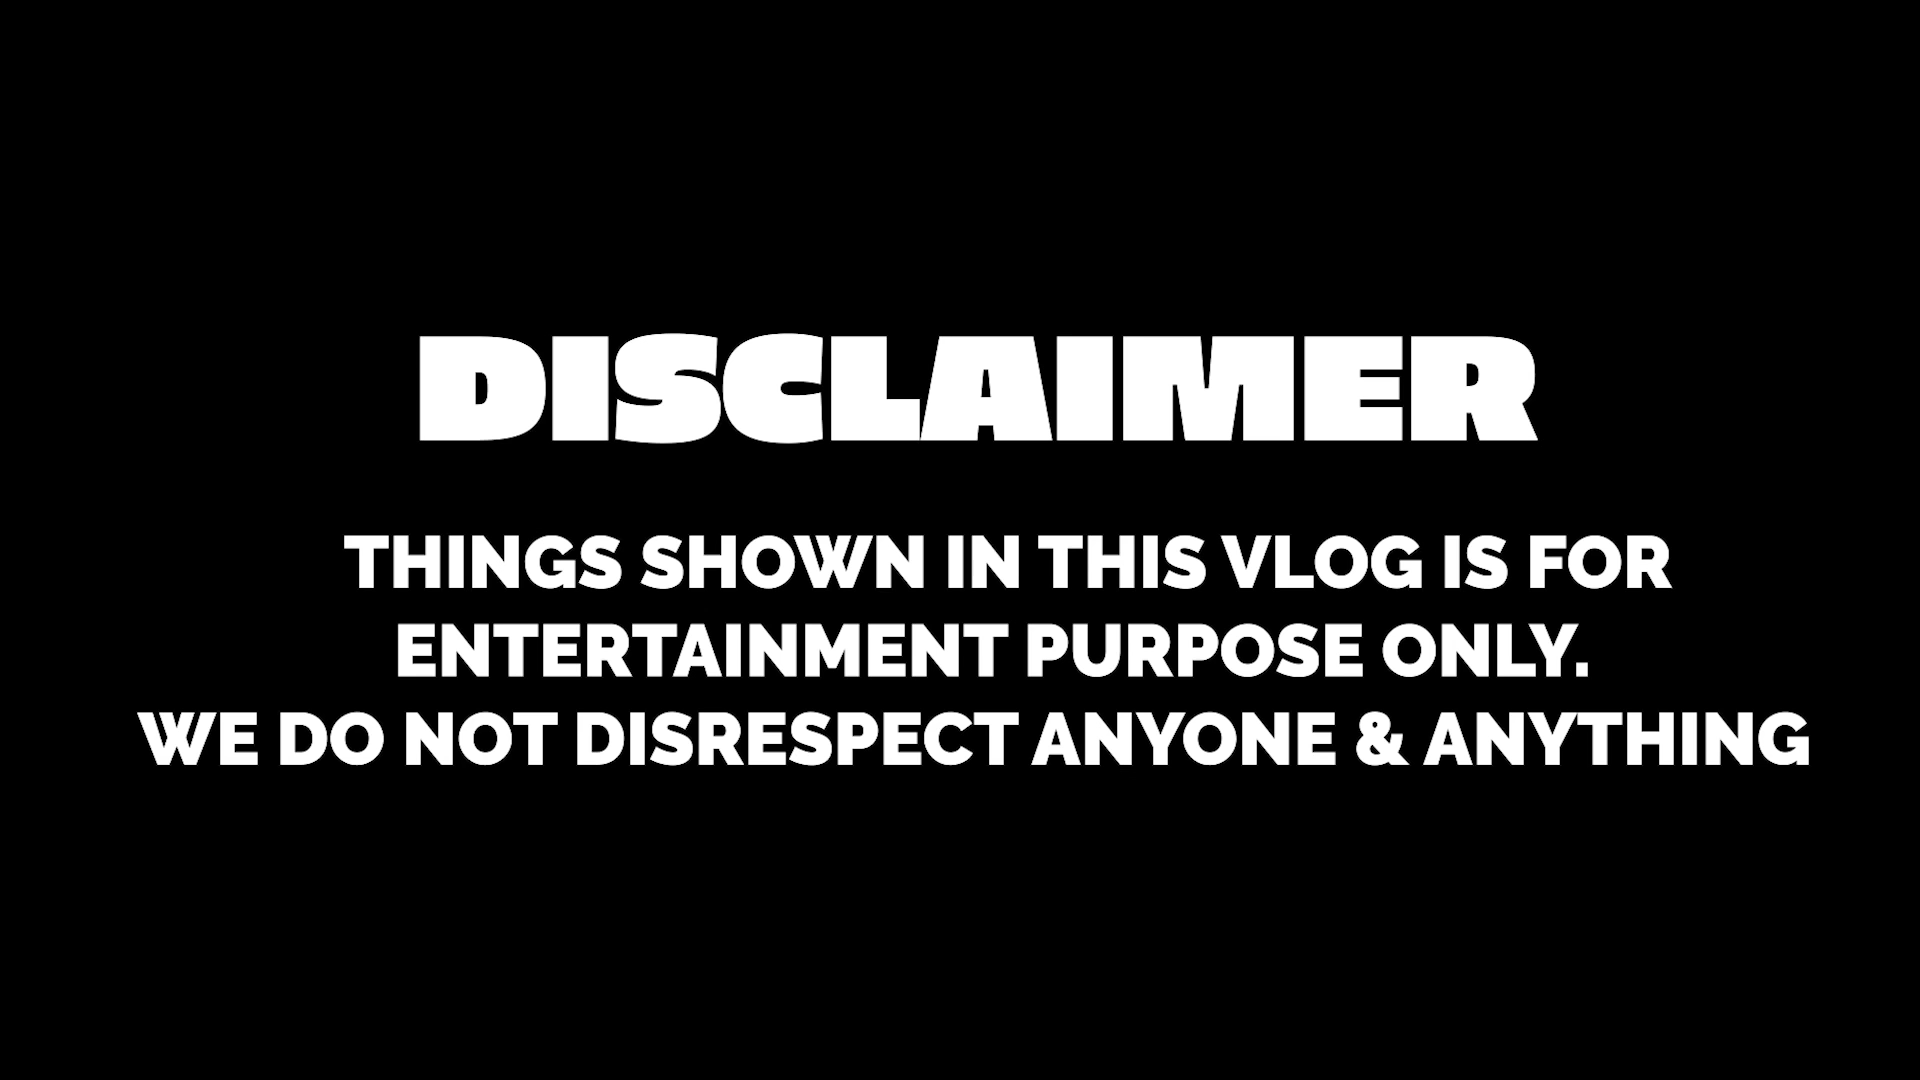 DISCLAIMER
THINGS SHOWN IN THIS VLOG IS FOR
ENTERTAINMENT PURPOSE ONLY.
WE DO NOT DISRESPECT ANYONE & ANYTHING